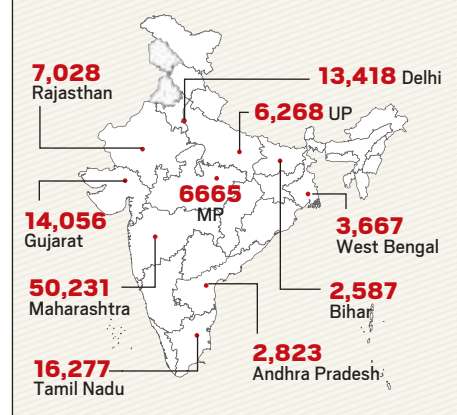 7,028
Rajasthan
13,418 Delhi
6,268 UP
6665
MP
14,056
Gujarat
3,667
West Bengal
50,231
Maharashtra
2,587
Bihar
16,277
Tamil Nadu
2,823
Andhra Pradesh